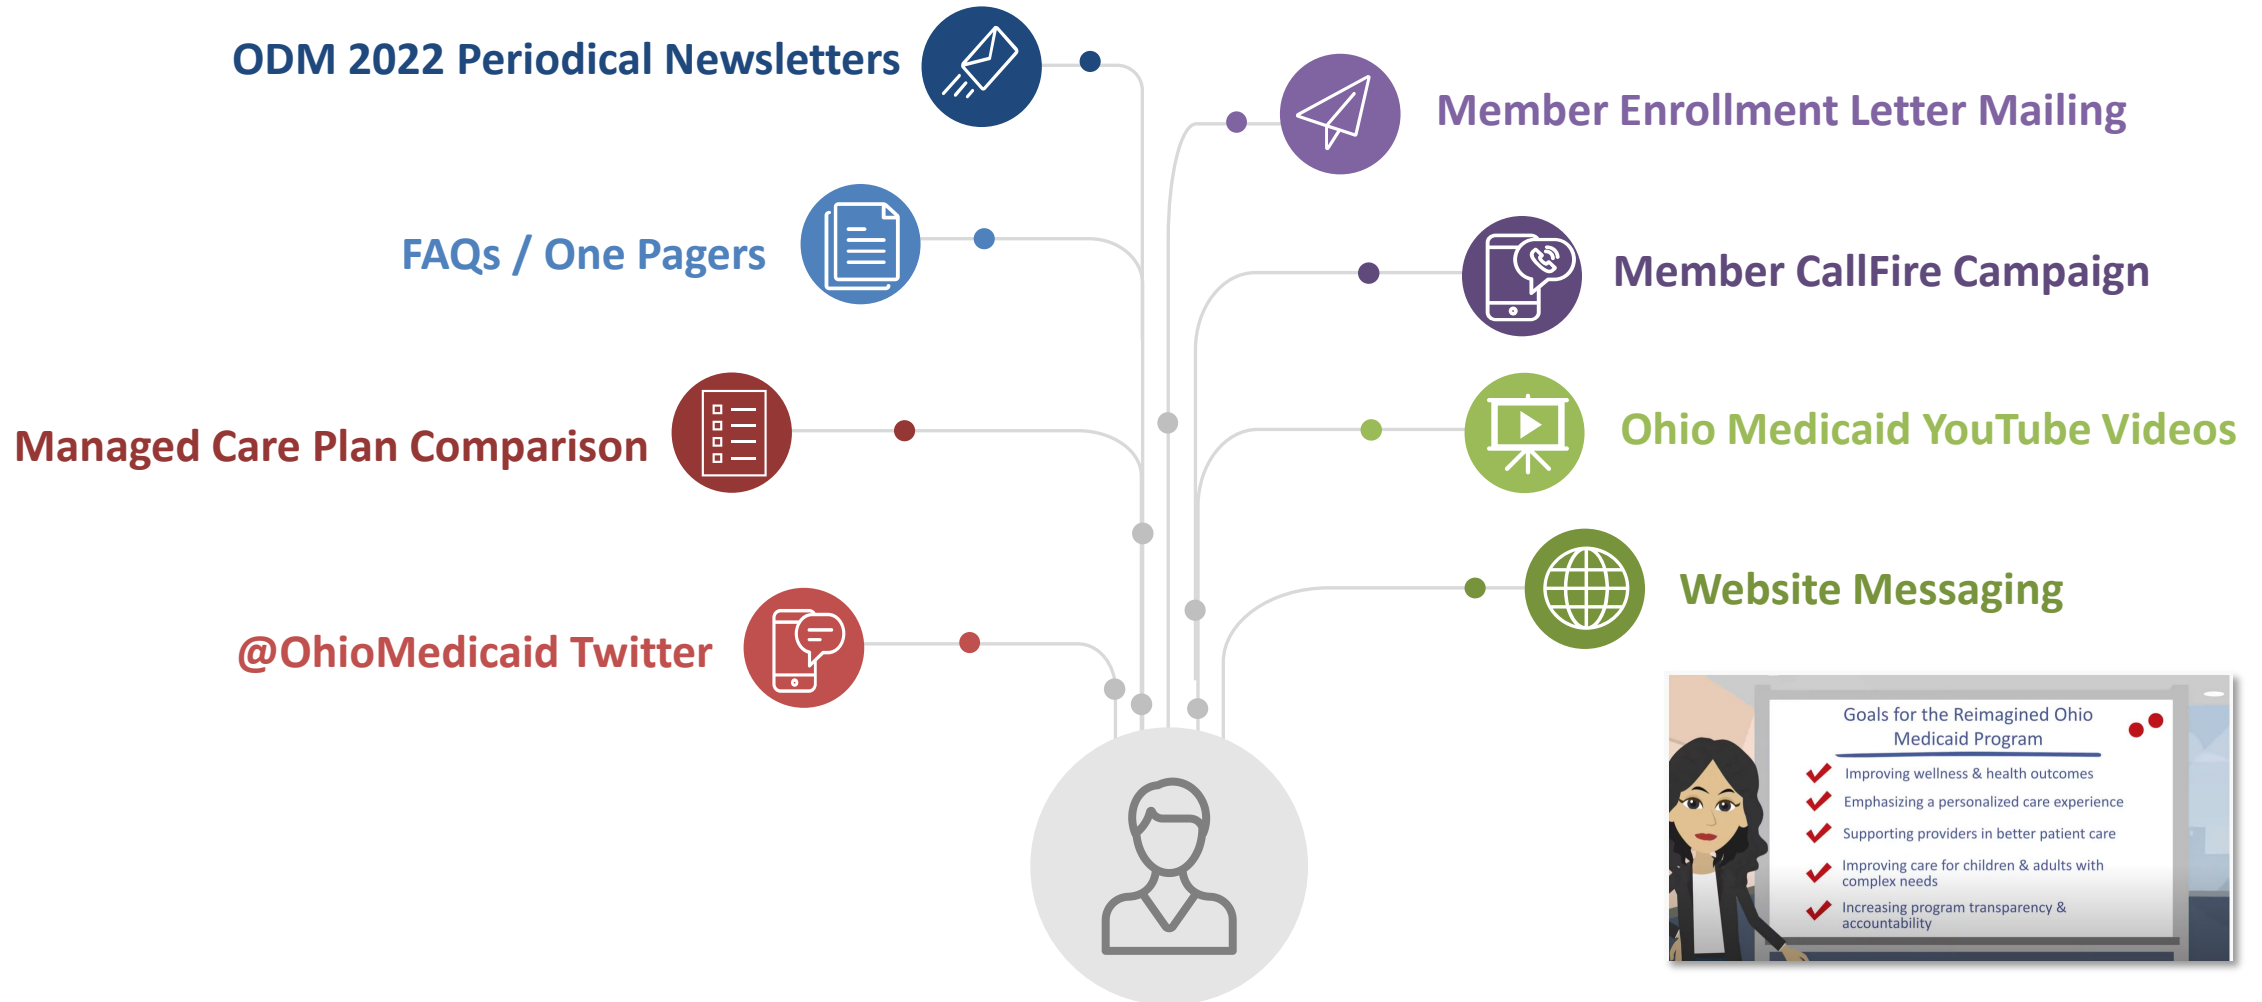 ODM 2022 Periodical Newsletters
Member Enrollment Letter Mailing
FAQs / One Pagers
Member CallFire Campaign
Managed Care Plan Comparison
Ohio Medicaid YouTube Videos
@OhioMedicaid Twitter
Website Messaging
Goals for the Reimagined Ohio
Medicaid Program
Improving wellness & health outcomes
Emphasizing a personalized care experience
Supporting providers in better patient care
Improving care for children & adults with
complex needs
Increasing program transparency &
accountability